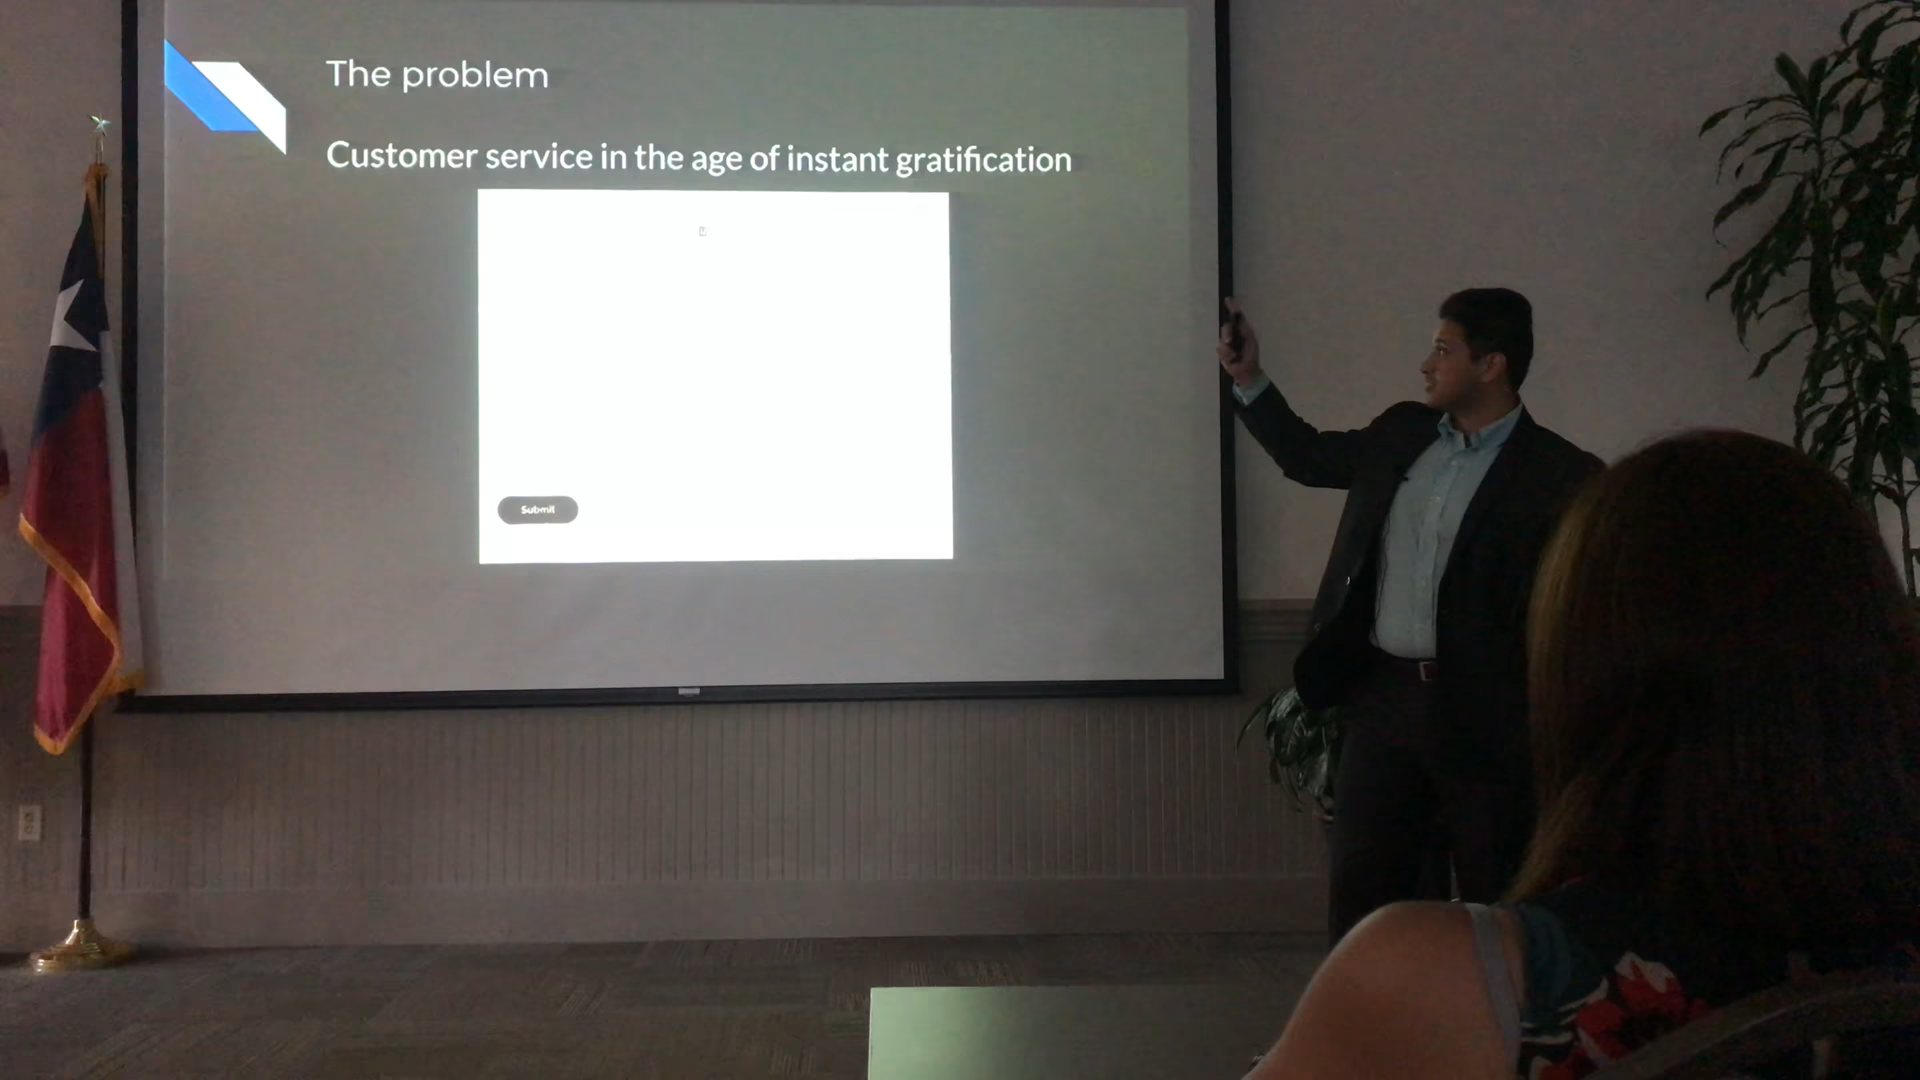 The problem
Customer service in the age of instant gratification
Submit